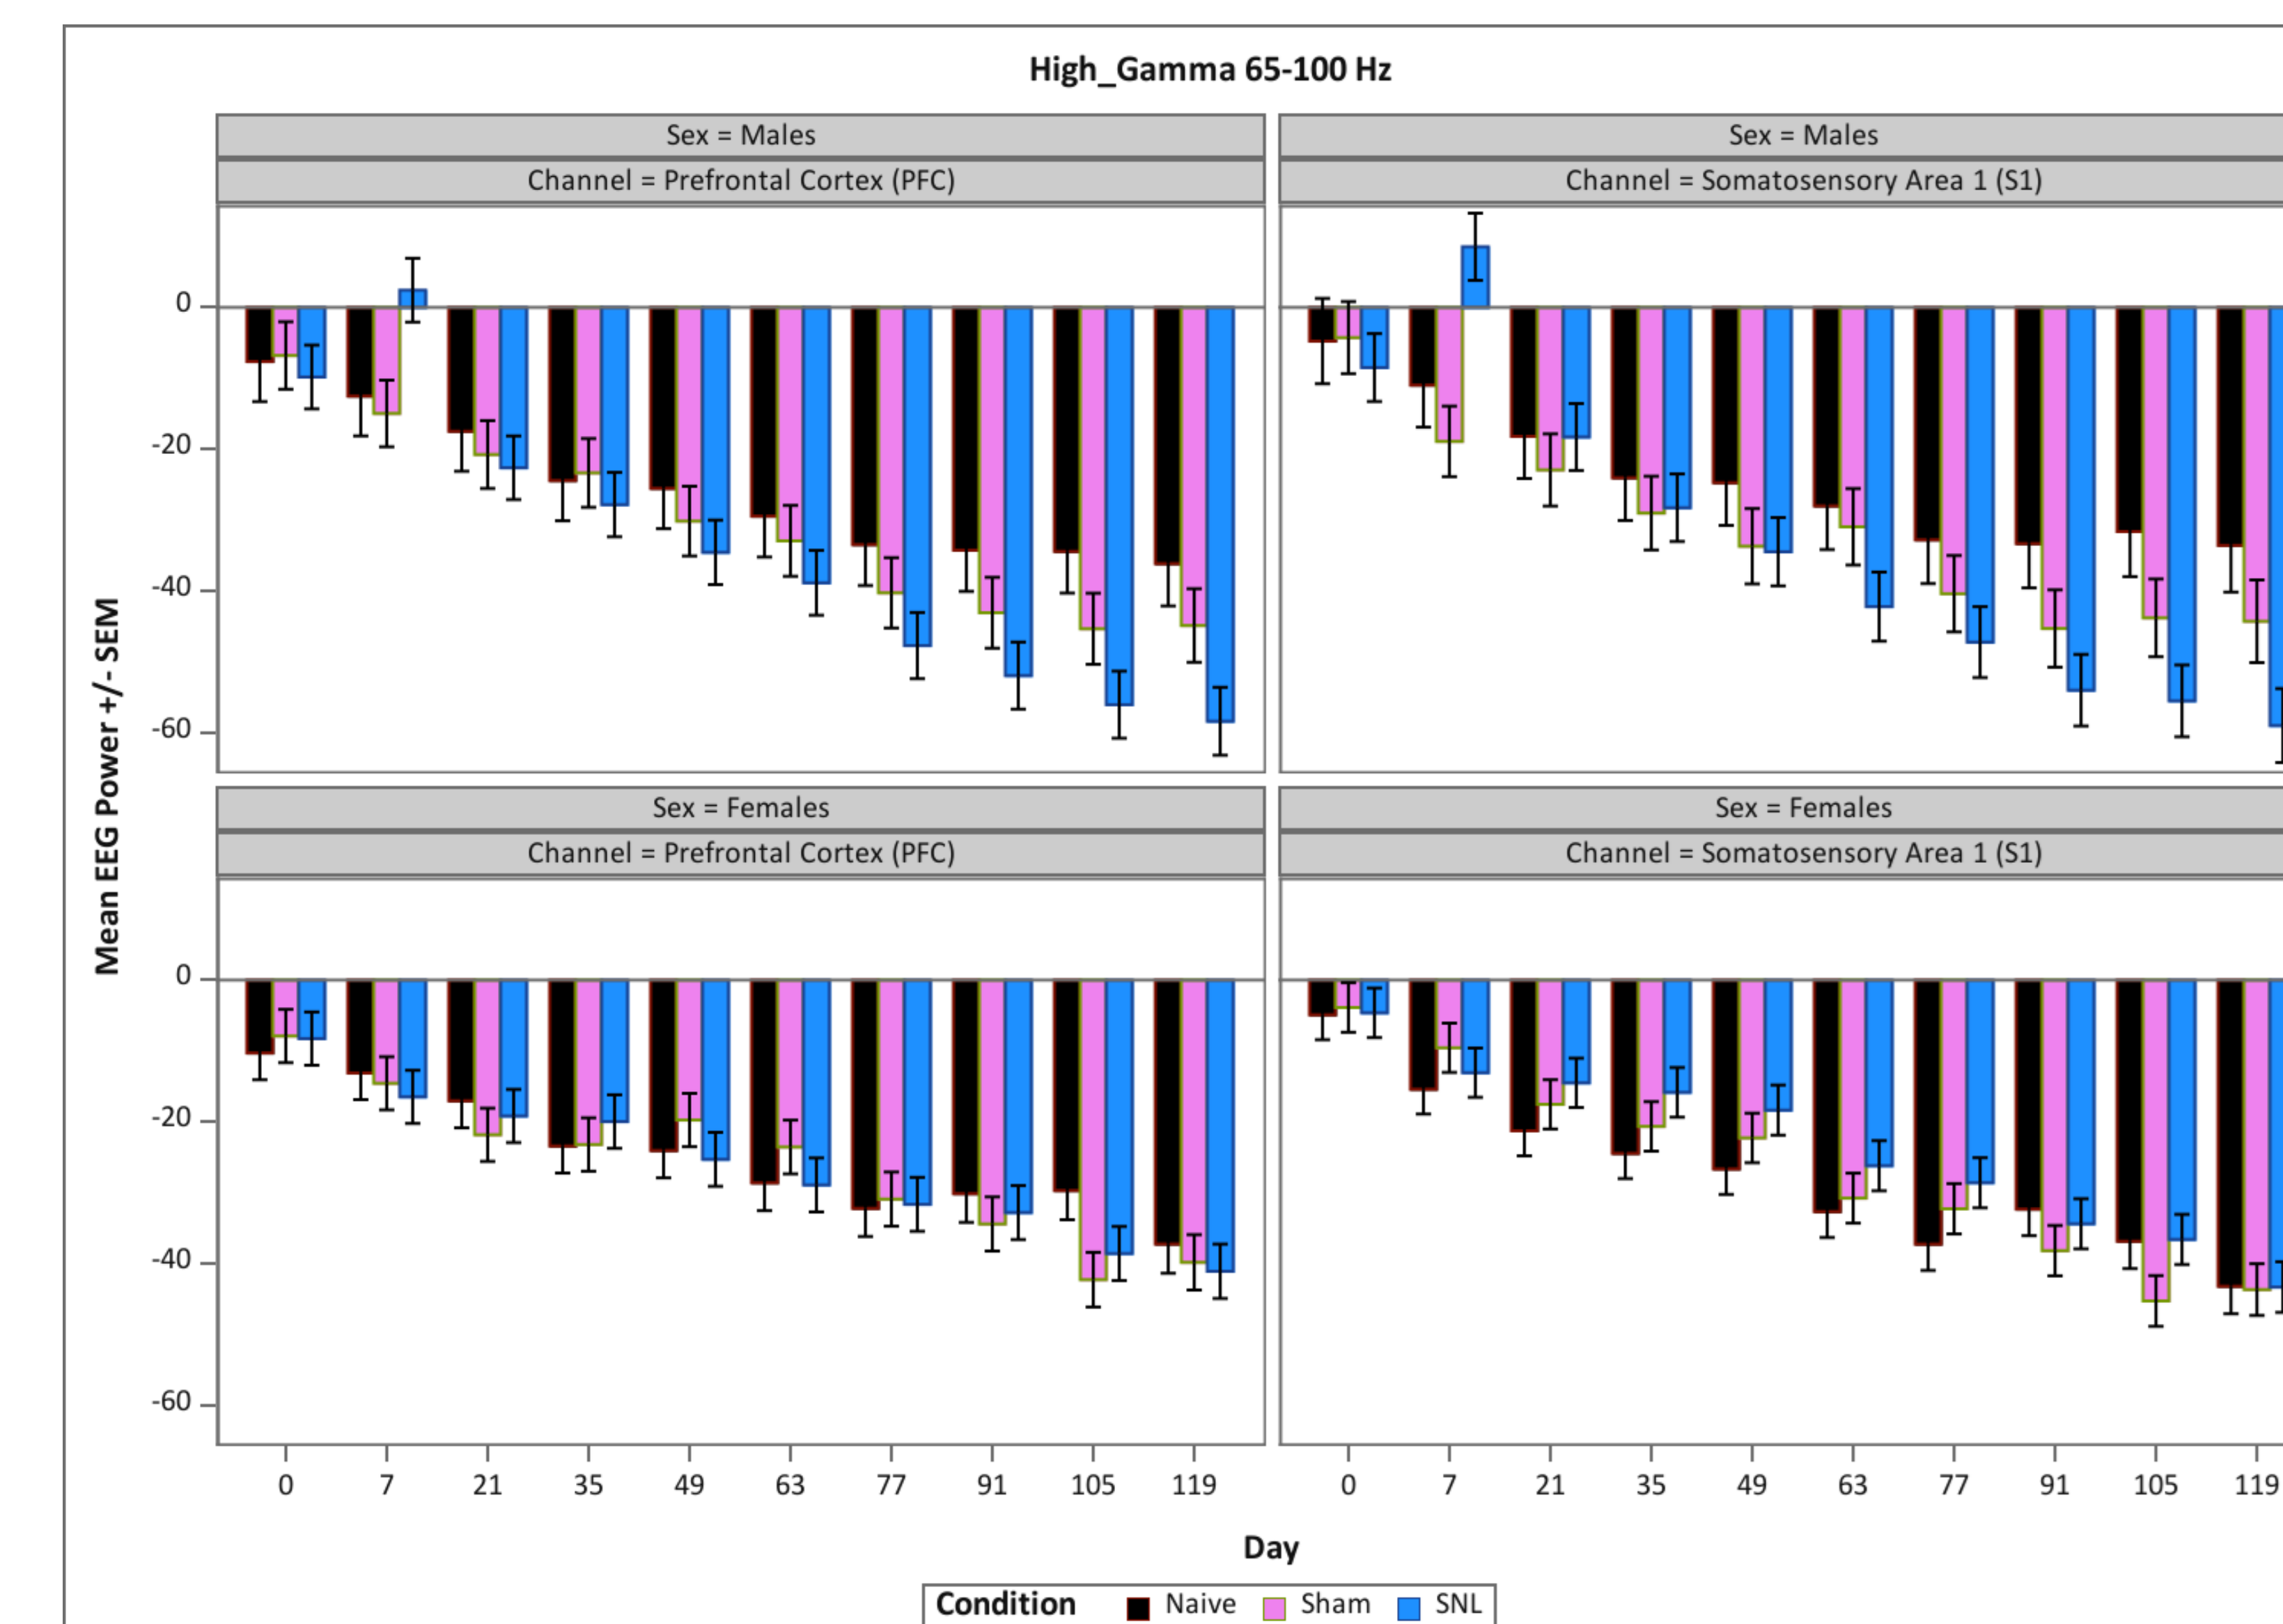 High_Gamma 65-100 Hz
Sex = Males
Channel = Prefrontal Cortex (PFC)
Sex = Males
Channel = Somatosensory Area 1 (S1)
0
-20
-40
-60
Mean EEG Power +/- SEM
Sex = Females
Channel = Prefrontal Cortex (PFC)
Sex = Females
Channel = Somatosensory Area 1 (S1)
0
-20
-40
-60
0 7 21 35 49 63 77 91 105 119
0 7 21 35 49 63 77 91 105 119
Day
Condition Naive Sham SNL